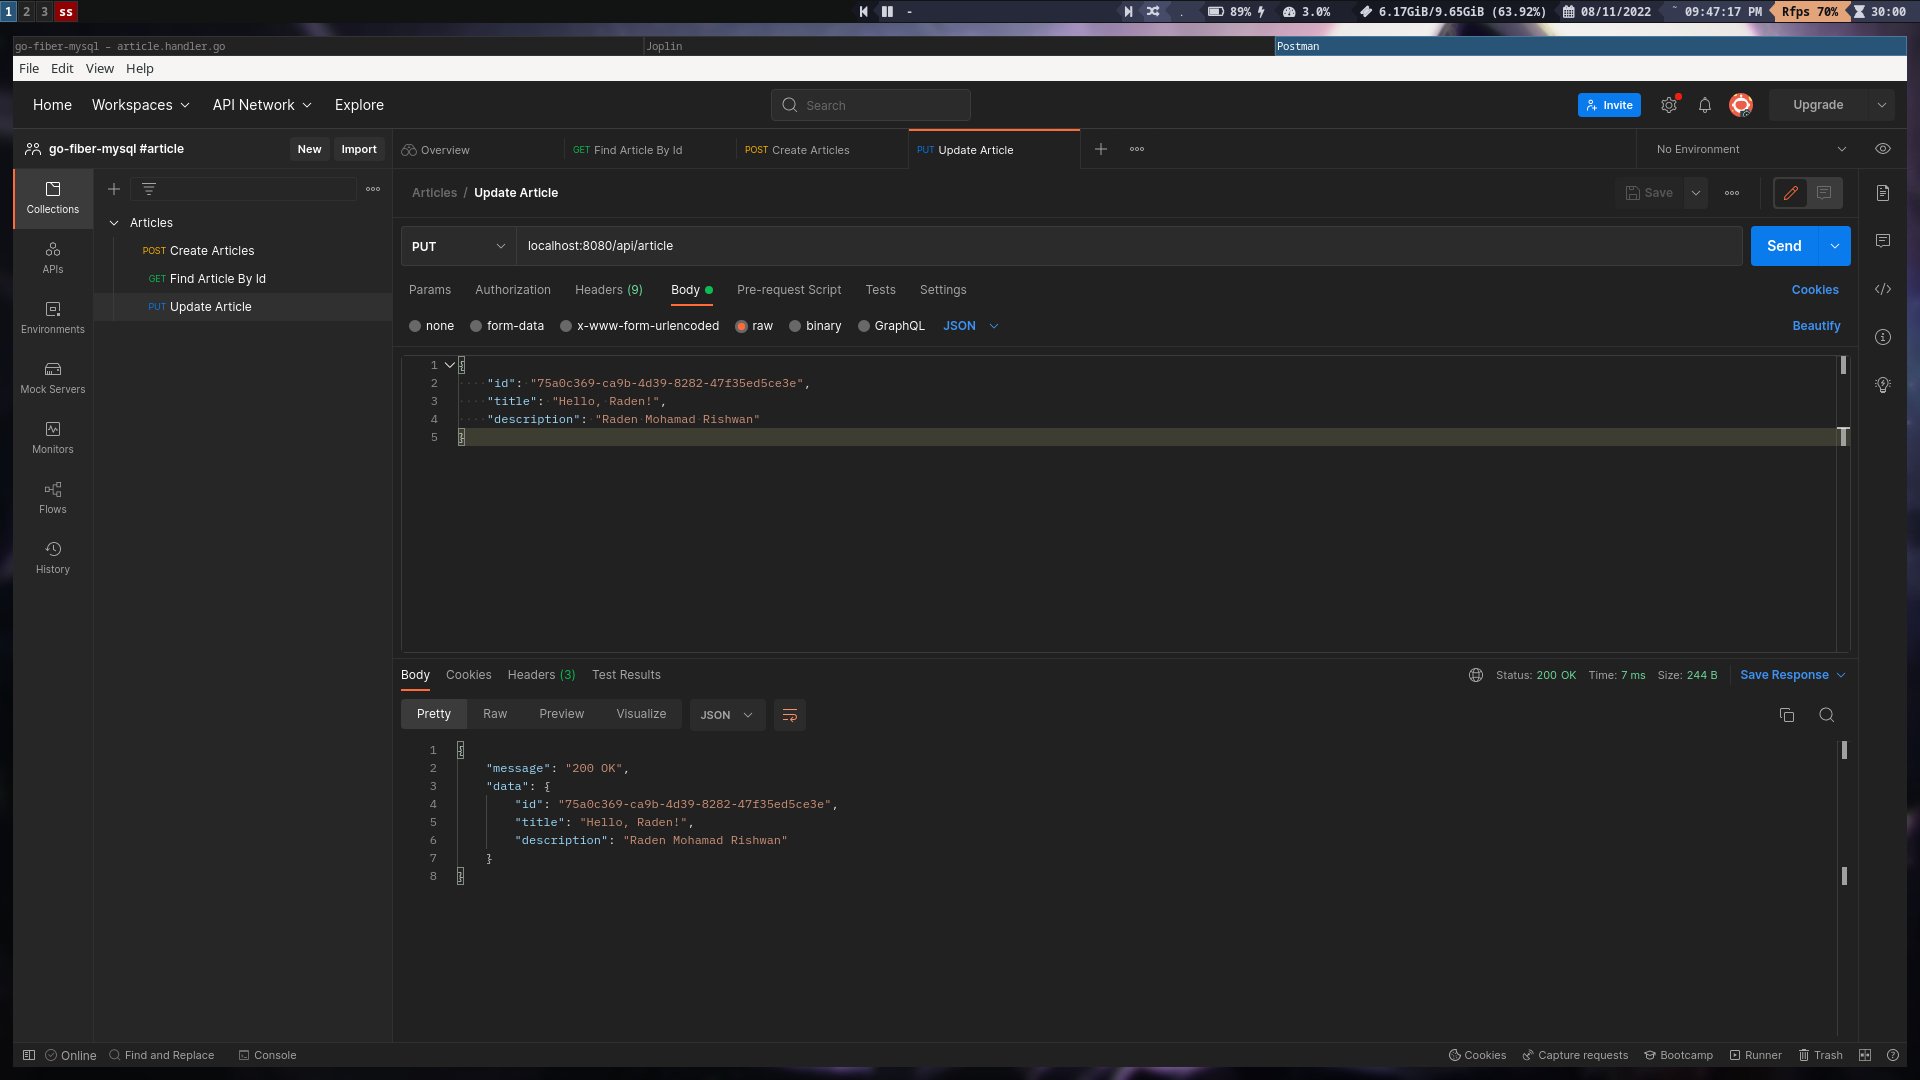 1 2 3 ss - . 89% 3.0% 6.17GiB/9.65GiB (63.92%) 08/11/2022 09:47:17 PM Rfps 70% 30:00
go-fiber-mysql - article.handler.go Joplin Postman
File Edit View Help
Home Workspaces API Network Explore Search Invite Upgrade
go-fiber-mysql #article New Import Overview GET Find Article By Id POST Create Articles PUT Update Article No Environment
Collections
APIs
Environments
Mock Servers
Monitors
Flows
History
Articles
POST Create Articles
GET Find Article By Id
PUT Update Article
Articles / Update Article Save
PUT localhost:8080/api/article Send
Params Authorization Headers (9) Body Pre-request Script Tests Settings Cookies
none form-data x-www-form-urlencoded raw binary GraphQL JSON Beautify
1 {
2 "id": "75a0c369-ca9b-4d39-8282-47f35ed5ce3e",
3 "title": "Hello, Raden!",
4 "description": "Raden Mohamad Rishwan"
5 }
Body Cookies Headers (3) Test Results Status: 200 OK Time: 7 ms Size: 244 B Save Response
Pretty Raw Preview Visualize JSON
1 {
2 "message": "200 OK",
3 "data": {
4 "id": "75a0c369-ca9b-4d39-8282-47f35ed5ce3e",
5 "title": "Hello, Raden!",
6 "description": "Raden Mohamad Rishwan"
7 }
8 }
Online Find and Replace Console Cookies Capture requests Bootcamp Runner Trash